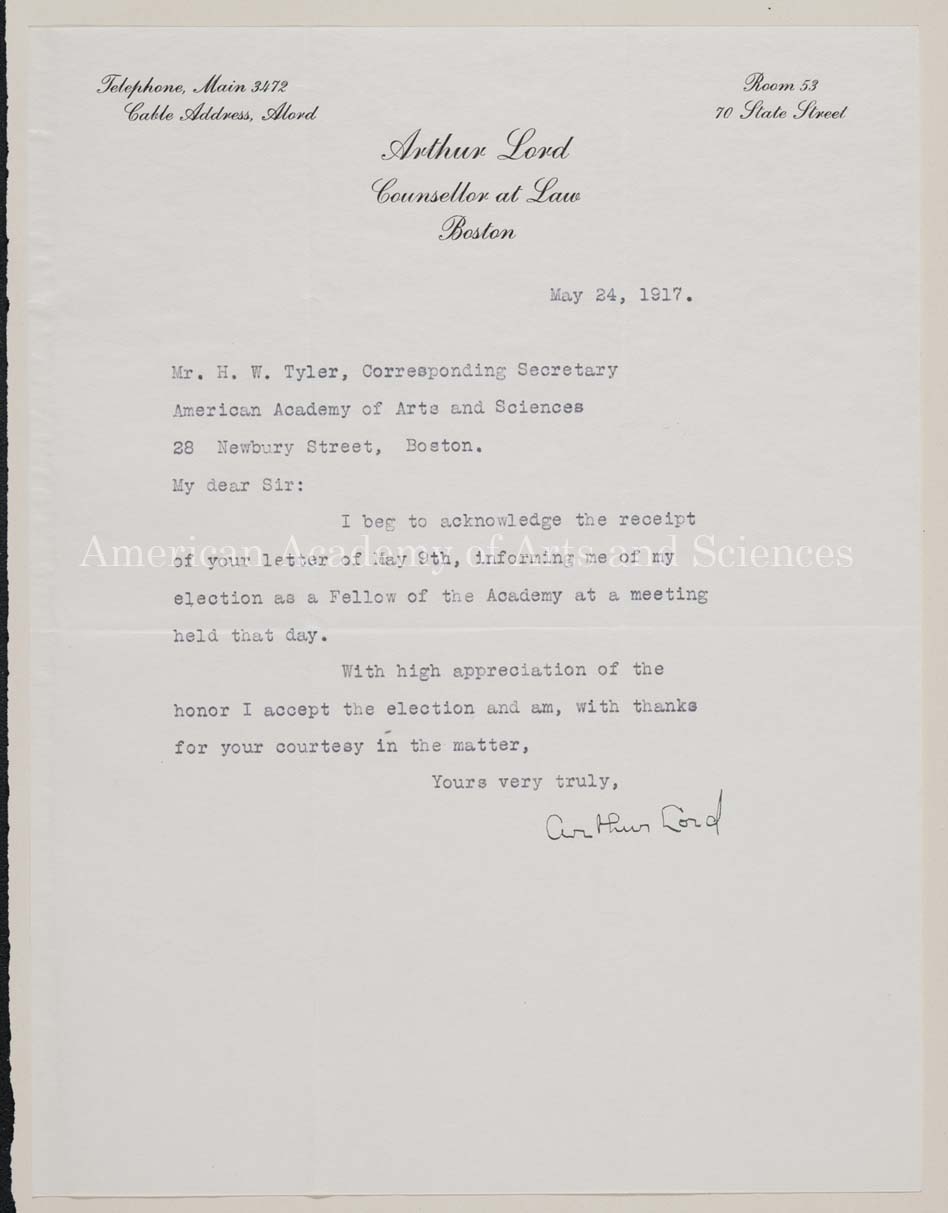 Telephone, Main 3472
Cable Address, Alord
Room 53
70 State Street
Arthur Lord
Counsellor at Law
Boston
May 24, 1917.
Mr. H. W. Tyler, Corresponding Secretary
American Academy of Arts and Sciences
28 Newbury Street, Boston.
My dear Sir:
I beg to acknowledge the receipt
American Academy of Arts and Sciences
of your letter of May 9th, informing me of my
election as a Fellow of the Academy at a meeting
held that day.
With high appreciation of the
honor I accept the election and am, with thanks
for your courtesy in the matter,
Yours very truly,
Arthur Lord